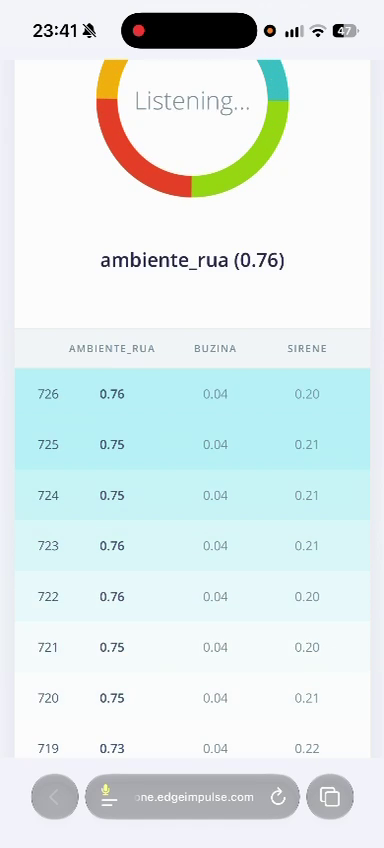 23:41
47
Listening...
ambiente_rua (0.76)
AMBIENTE_RUA BUZINA SIRENE
726 0.76 0.04 0.20
725 0.75 0.04 0.21
724 0.75 0.04 0.21
723 0.76 0.04 0.21
722 0.76 0.04 0.20
721 0.75 0.04 0.20
720 0.75 0.04 0.21
719 0.73 0.04 0.22
one.edgeimpulse.com